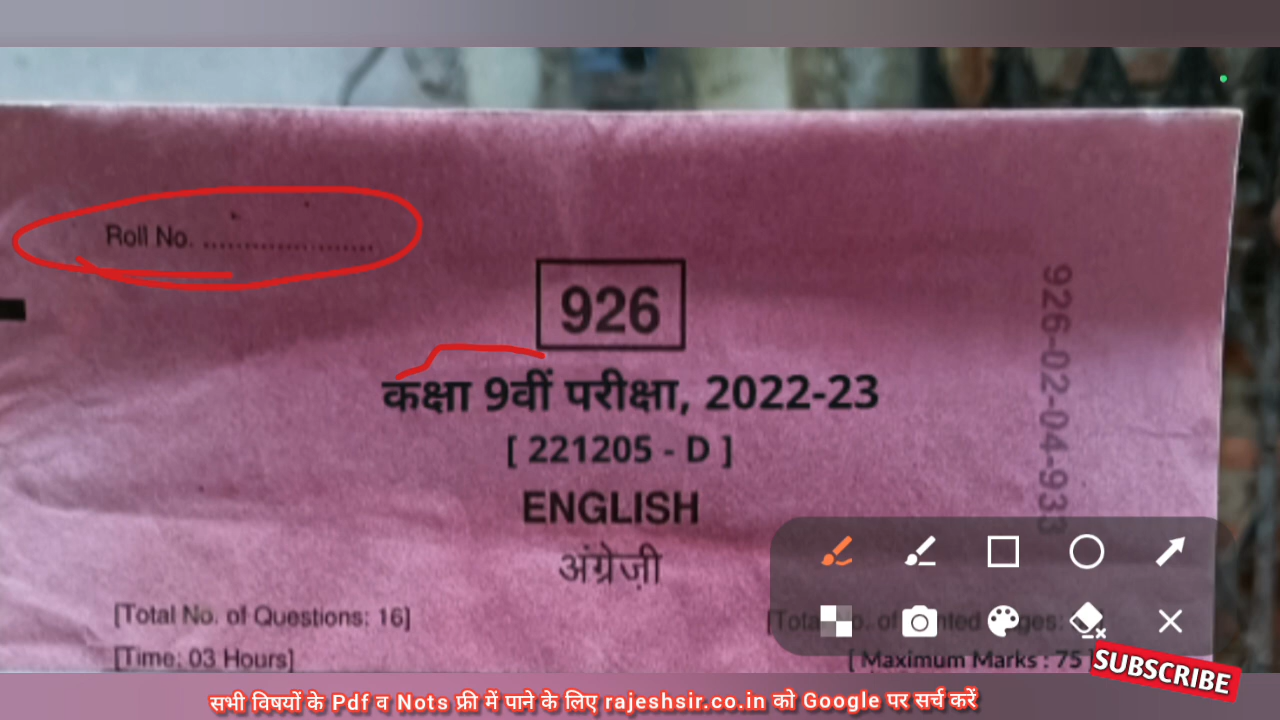 Roll No. ......................
926
926-02-04-933
कक्षा 9वीं परीक्षा, 2022-23
[ 221205 - D ]
ENGLISH
अंग्रेज़ी
[Total No. of Questions: 16]
[Time: 03 Hours]
[ Maximum Marks : 75 ]
SUBSCRIBE
सभी विषयों के Pdf व Nots फ्री में पाने के लिए rajeshsir.co.in को Google पर सर्च करें